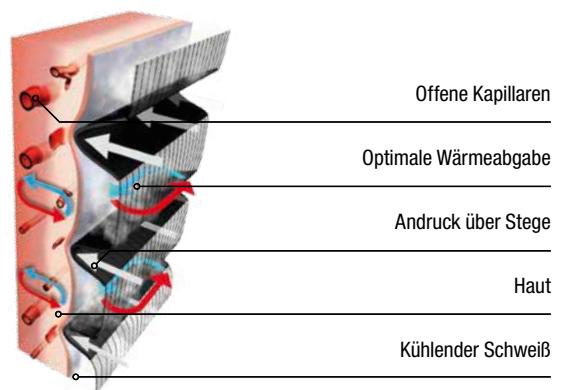 Offene Kapillaren
Optimale Wärmeabgabe
Andruck über Stege
Haut
Kühlender Schweiß